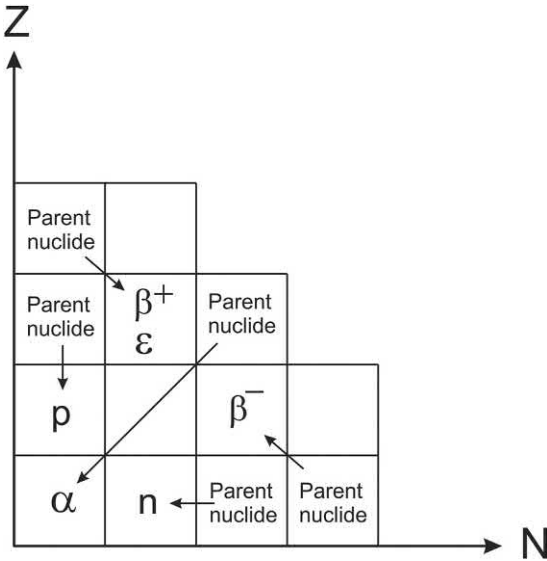 Z
Parent
nuclide
Parent
nuclide
β+
ε
Parent
nuclide
p
β−
α
n
Parent
nuclide
Parent
nuclide
N